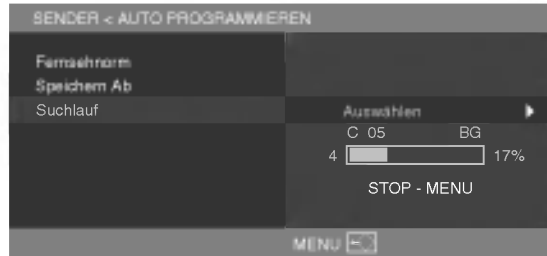 SENDER < AUTO PROGRAMMIEREN
Fernsehnorm
Speichern Ab
Suchlauf
Auswählen
C 05 BG
4 17%
STOP - MENU
MENU